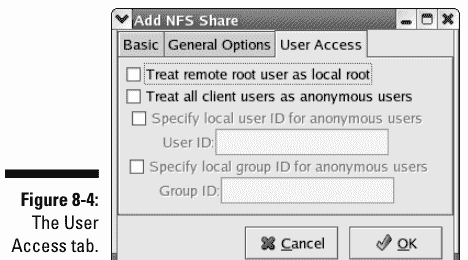 Add NFS Share
Basic General Options User Access
Treat remote root user as local root
Treat all client users as anonymous users
Specify local user ID for anonymous users
User ID:
Specify local group ID for anonymous users
Group ID:
Cancel OK
Figure 8-4:
The User
Access tab.